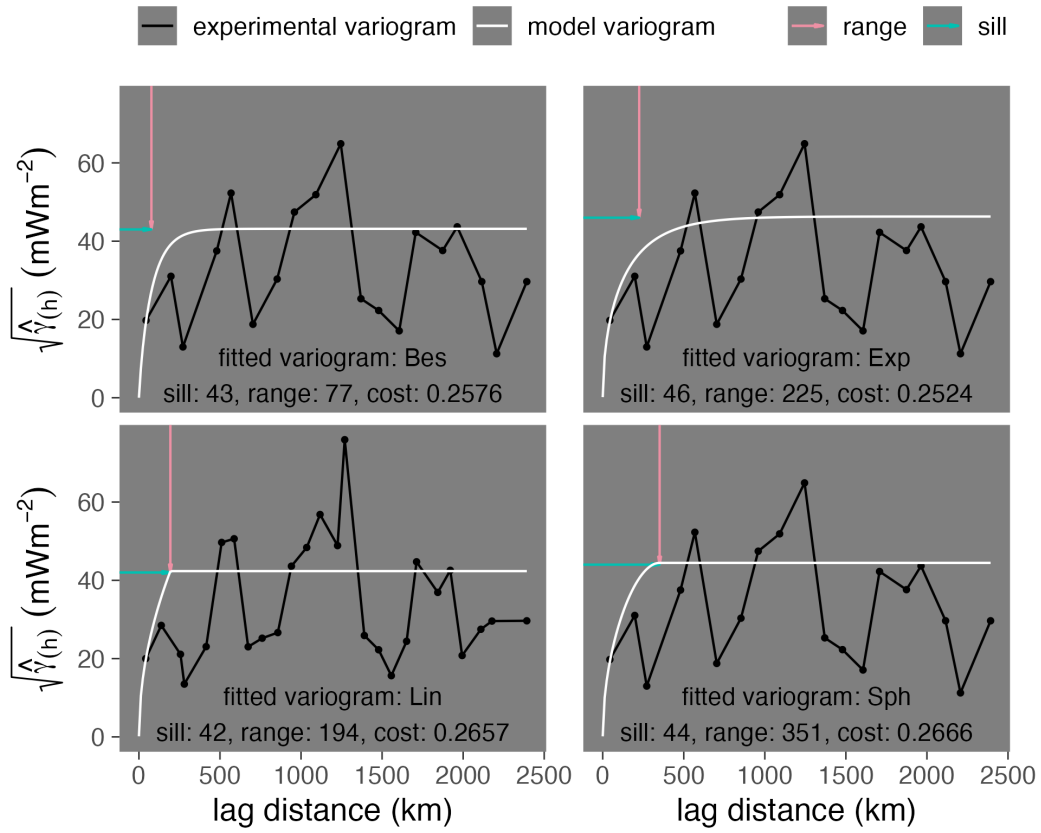 experimental variogram model variogram range sill
√γ̂(h) (mWm⁻²)
60
40
20
0
fitted variogram: Bes
sill: 43, range: 77, cost: 0.2576
fitted variogram: Exp
sill: 46, range: 225, cost: 0.2524
√γ̂(h) (mWm⁻²)
60
40
20
0
fitted variogram: Lin
sill: 42, range: 194, cost: 0.2657
fitted variogram: Sph
sill: 44, range: 351, cost: 0.2666
0 500 1000 1500 2000 2500
0 500 1000 1500 2000 2500
lag distance (km)
lag distance (km)